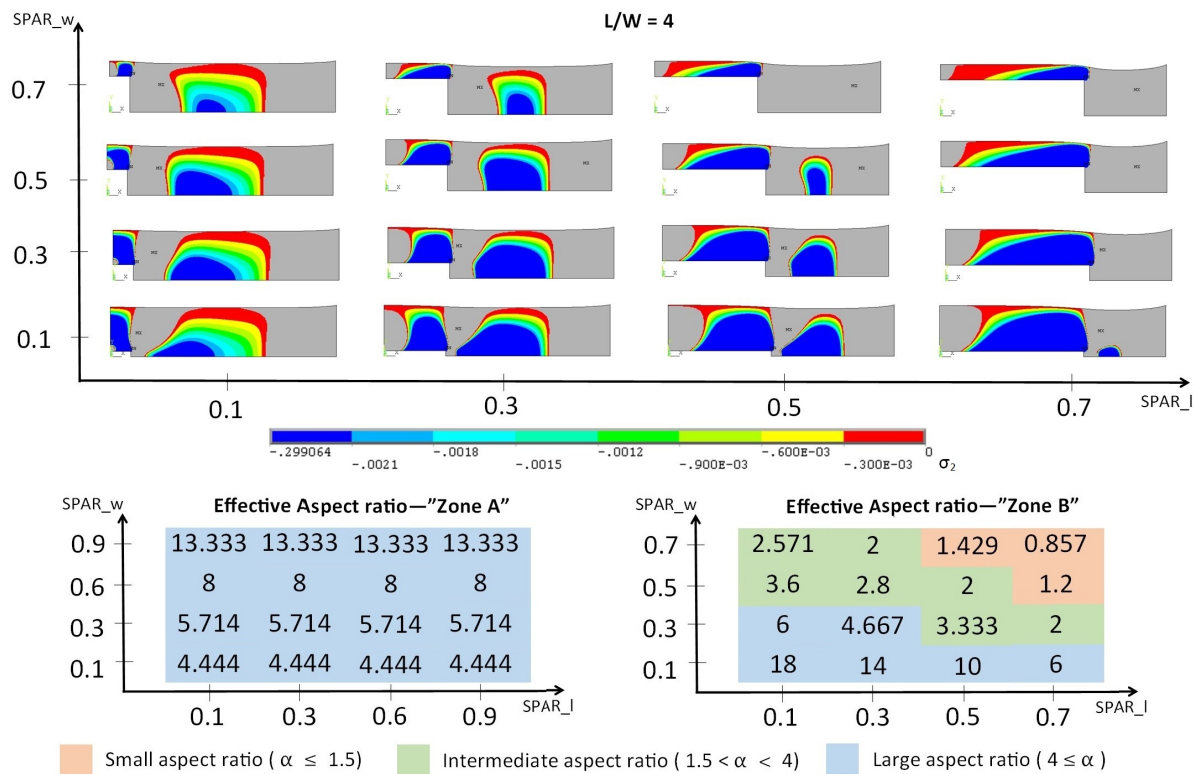 SPAR_w
L/W = 4
0.7
0.5
0.3
0.1
0.1 0.3 0.5 0.7
SPAR_l
-.299064 -.0021 -.0018 -.0015 -.0012 -.900E-03 -.600E-03 -.300E-03 0
σ₂
SPAR_w
Effective Aspect ratio—”Zone A”
0.9 13.333 13.333 13.333 13.333
0.6 8 8 8 8
0.3 5.714 5.714 5.714 5.714
0.1 4.444 4.444 4.444 4.444
0.1 0.3 0.6 0.9
SPAR_l
SPAR_w
Effective Aspect ratio—”Zone B”
0.7 2.571 2 1.429 0.857
0.5 3.6 2.8 2 1.2
0.3 6 4.667 3.333 2
0.1 18 14 10 6
0.1 0.3 0.5 0.7
SPAR_l
Small aspect ratio ( α ≤ 1.5)
Intermediate aspect ratio ( 1.5 < α < 4)
Large aspect ratio ( 4 ≤ α)